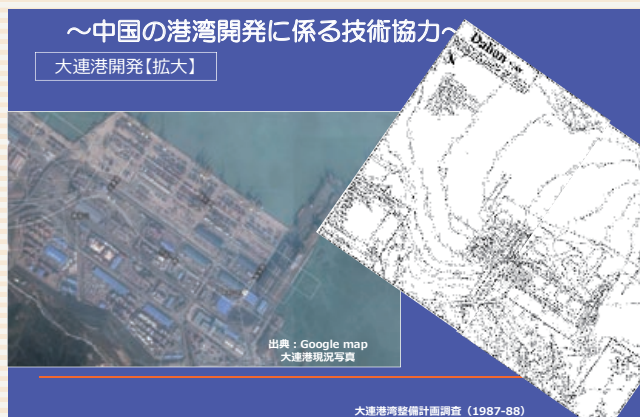 ～中国の港湾開発に係る技術協力～
大連港開発【拡大】
Dalian
N
出典：Google map
大連港現況写真
大連港湾整備計画調査（1987-88）